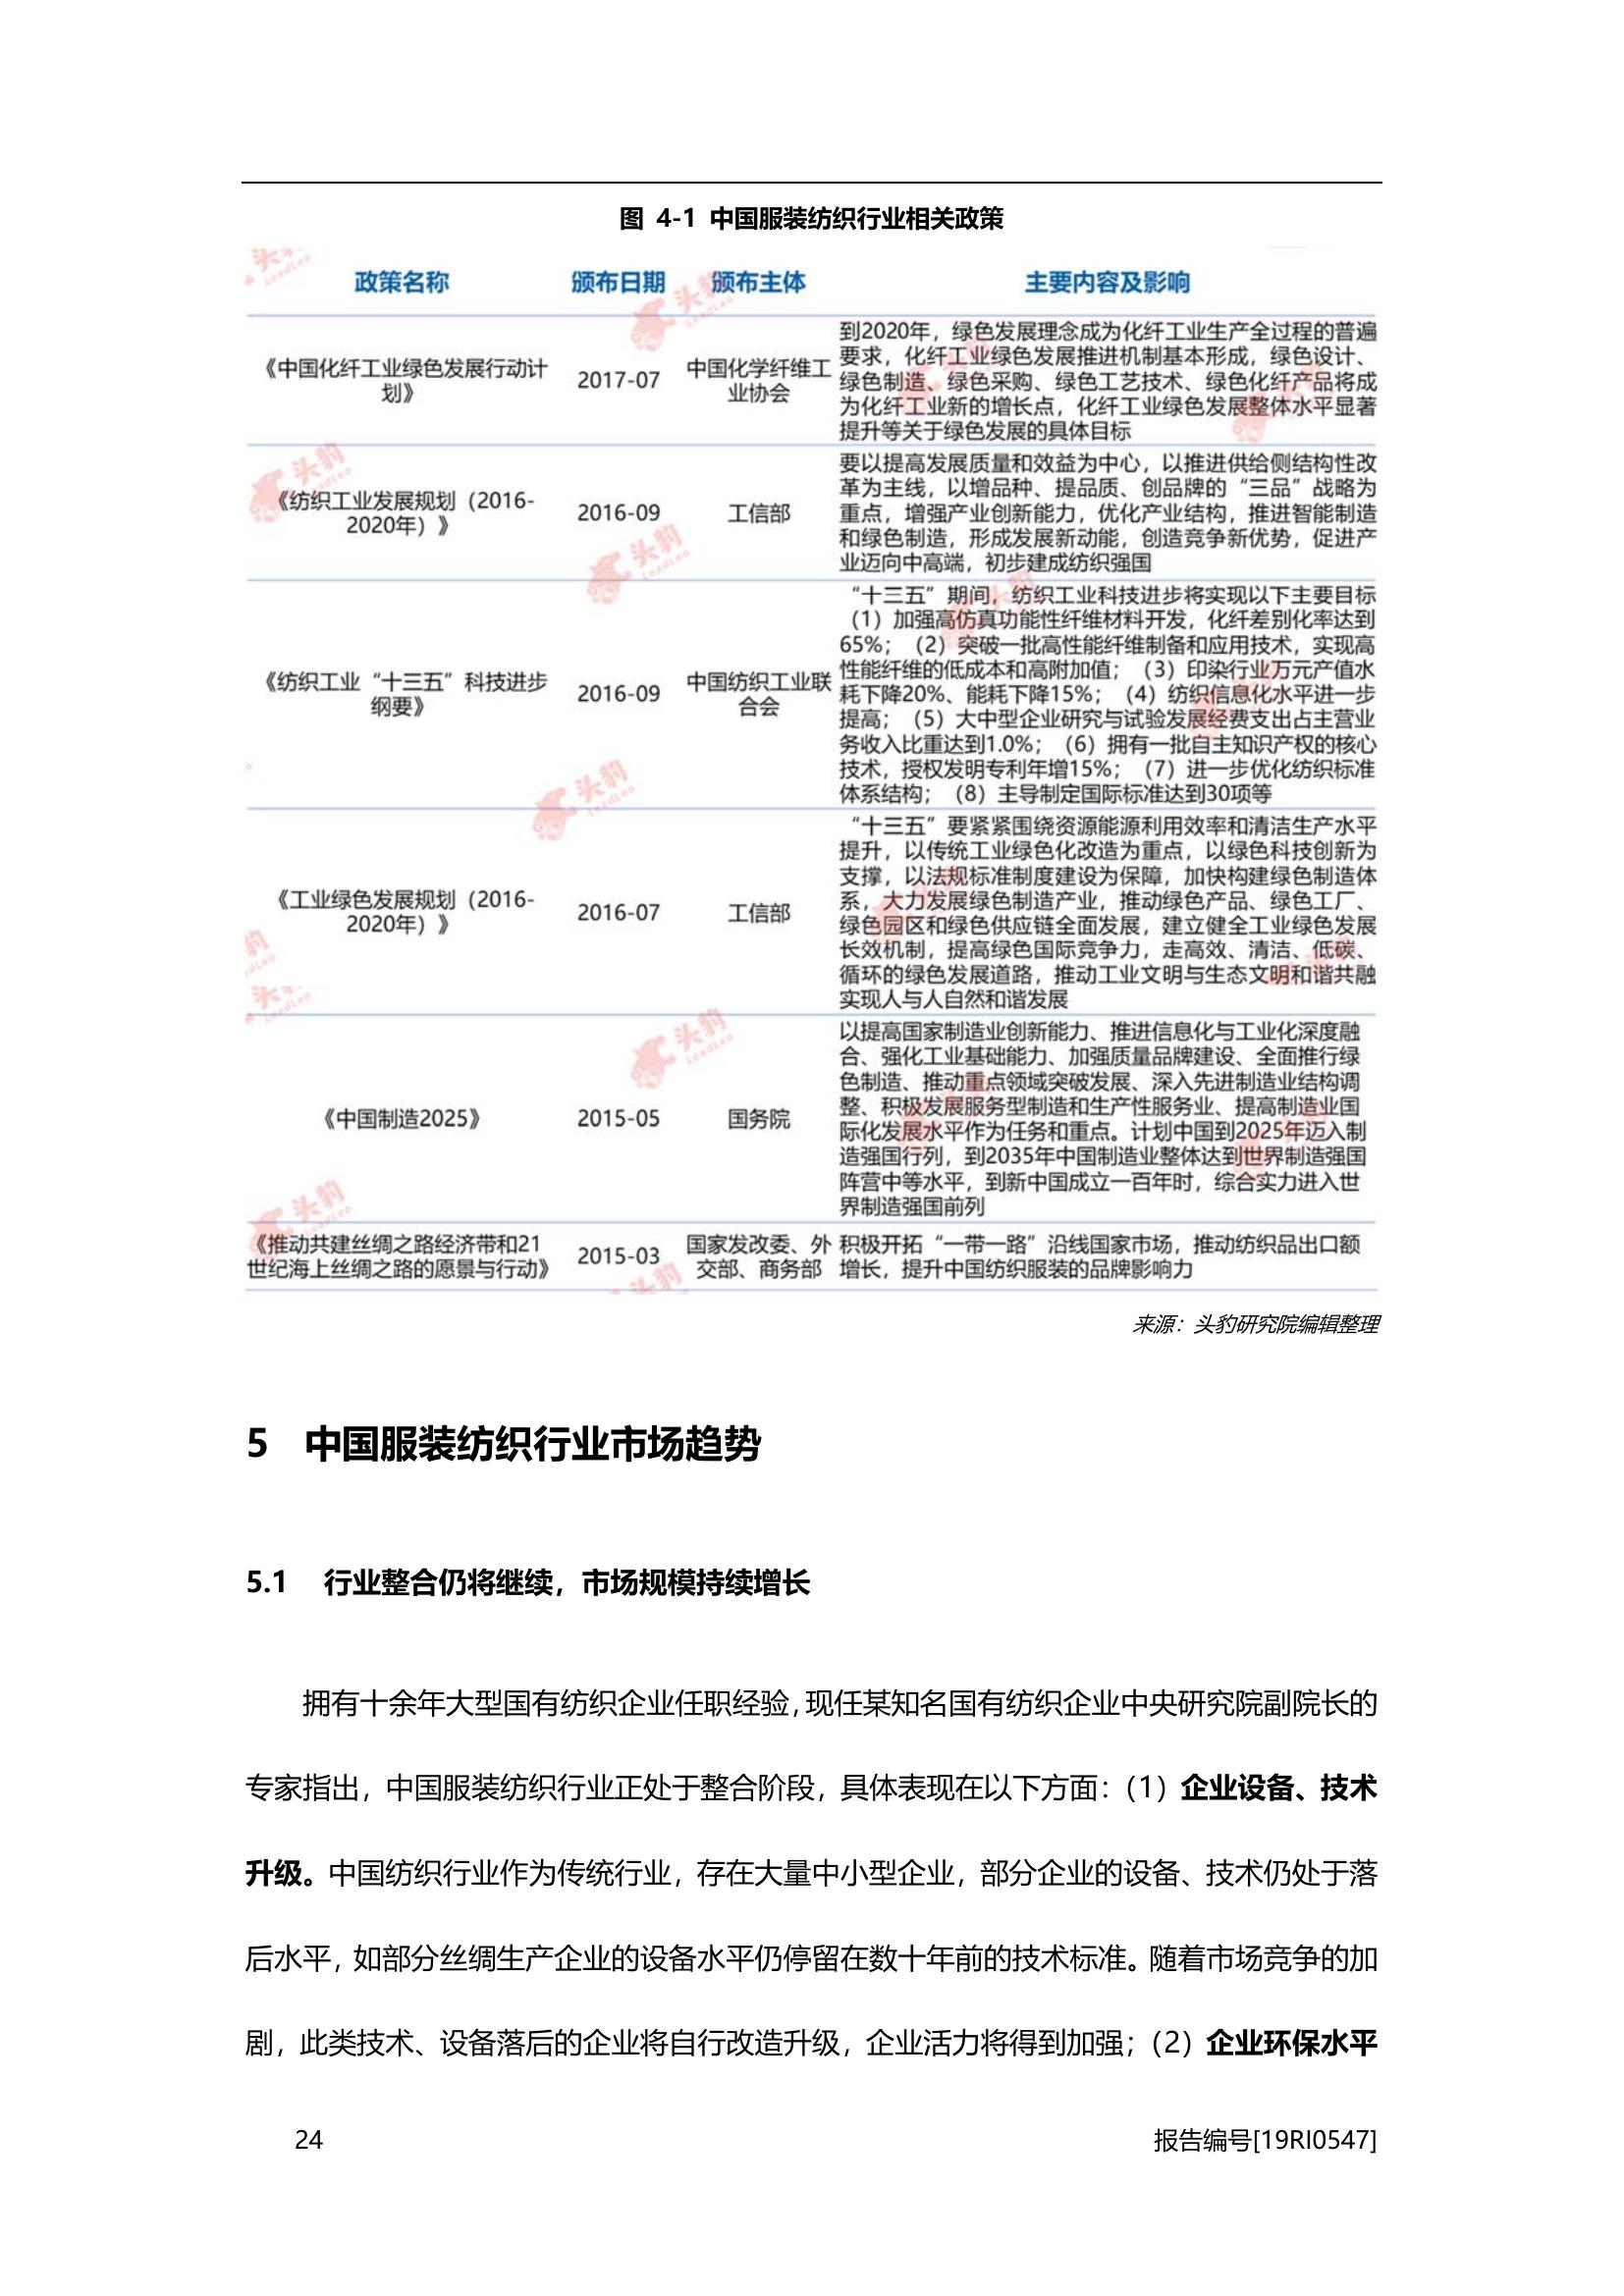 图 4-1 中国服装纺织行业相关政策
政策名称 颁布日期 颁布主体 主要内容及影响
《中国化纤工业绿色发展行动计
划》
2017-07
中国化学纤维工
业协会
到2020年，绿色发展理念成为化纤工业生产全过程的普遍
要求，化纤工业绿色发展推进机制基本形成，绿色设计、
绿色制造、绿色采购、绿色工艺技术、绿色化纤产品将成
为化纤工业新的增长点，化纤工业绿色发展整体水平显著
提升等关于绿色发展的具体目标
《纺织工业发展规划（2016-
2020年）》
2016-09
工信部
要以提高发展质量和效益为中心，以推进供给侧结构性改
革为主线，以增品种、提品质、创品牌的“三品”战略为
重点，增强产业创新能力，优化产业结构，推进智能制造
和绿色制造，形成发展新动能，创造竞争新优势，促进产
业迈向中高端，初步建成纺织强国
《纺织工业“十三五”科技进步
纲要》
2016-09
中国纺织工业联
合会
“十三五”期间，纺织工业科技进步将实现以下主要目标
（1）加强高仿真功能性纤维材料开发，化纤差别化率达到
65%；（2）突破一批高性能纤维制备和应用技术，实现高
性能纤维的低成本和高附加值；（3）印染行业万元产值水
耗下降20%、能耗下降15%；（4）纺织信息化水平进一步
提高；（5）大中型企业研究与试验发展经费支出占主营业
务收入比重达到1.0%；（6）拥有一批自主知识产权的核心
技术，授权发明专利年增15%；（7）进一步优化纺织标准
体系结构；（8）主导制定国际标准达到30项等
《工业绿色发展规划（2016-
2020年）》
2016-07
工信部
“十三五”要紧紧围绕资源能源利用效率和清洁生产水平
提升，以传统工业绿色化改造为重点，以绿色科技创新为
支撑，以法规标准制度建设为保障，加快构建绿色制造体
系，大力发展绿色制造产业，推动绿色产品、绿色工厂、
绿色园区和绿色供应链全面发展，建立健全工业绿色发展
长效机制，提高绿色国际竞争力，走高效、清洁、低碳、
循环的绿色发展道路，推动工业文明与生态文明和谐共融
实现人与人自然和谐发展
《中国制造2025》
2015-05
国务院
以提高国家制造业创新能力、推进信息化与工业化深度融
合、强化工业基础能力、加强质量品牌建设、全面推行绿
色制造、推动重点领域突破发展、深入先进制造业结构调
整、积极发展服务型制造和生产性服务业、提高制造业国
际化发展水平作为任务和重点。计划中国到2025年迈入制
造强国行列，到2035年中国制造业整体达到世界制造强国
阵营中等水平，到新中国成立一百年时，综合实力进入世
界制造强国前列
《推动共建丝绸之路经济带和21
世纪海上丝绸之路的愿景与行动》
2015-03
国家发改委、外
交部、商务部
积极开拓“一带一路”沿线国家市场，推动纺织品出口额
增长，提升中国纺织服装的品牌影响力
来源：头豹研究院编辑整理
5 中国服装纺织行业市场趋势
5.1 行业整合仍将继续，市场规模持续增长
拥有十余年大型国有纺织企业任职经验，现任某知名国有纺织企业中央研究院副院长的
专家指出，中国服装纺织行业正处于整合阶段，具体表现在以下方面：（1）企业设备、技术
升级。中国纺织行业作为传统行业，存在大量中小型企业，部分企业的设备、技术仍处于落
后水平，如部分丝绸生产企业的设备水平仍停留在数十年前的技术标准。随着市场竞争的加
剧，此类技术、设备落后的企业将自行改造升级，企业活力将得到加强；（2）企业环保水平
24 报告编号[19RI0547]